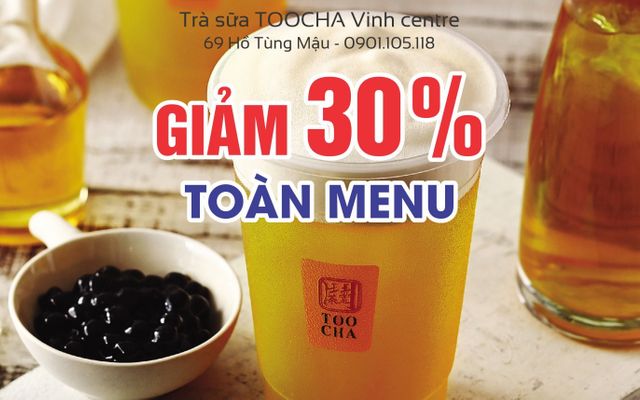 Trà sữa TOOCHA Vinh centre
69 Hồ Tùng Mậu - 0901.105.118
GIẢM 30%
TOÀN MENU
TOO
CHA